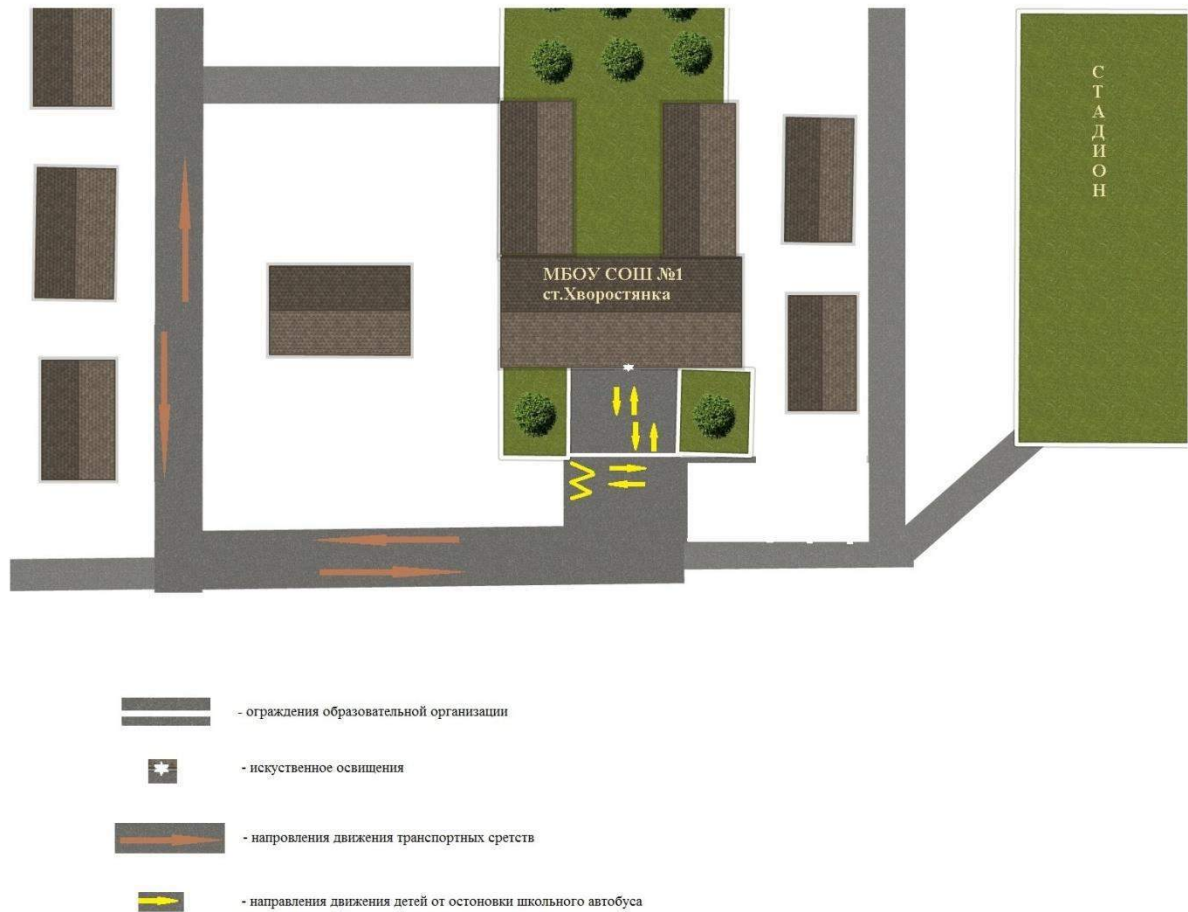 СТАДИОН
МБОУ СОШ №1
ст.Хворостянка
- ограждения образовательной организации
- искуственное освищения
- напровления движения транспортных сретств
- направления движения детей от остоновки школьного автобуса